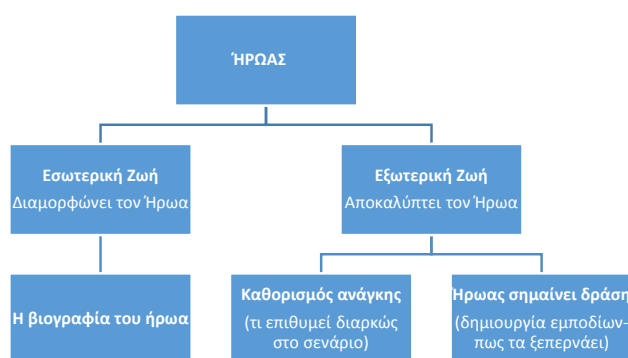 ΉΡΩΑΣ
Εσωτερική Ζωή
Διαμορφώνει τον Ήρωα
Εξωτερική Ζωή
Αποκαλύπτει τον Ήρωα
Η βιογραφία του ήρωα
Καθορισμός ανάγκης
(τι επιθυμεί διαρκώς
στο σενάριο)
Ήρωας σημαίνει δράση
(δημιουργία εμποδίων-
πως τα ξεπερνάει)